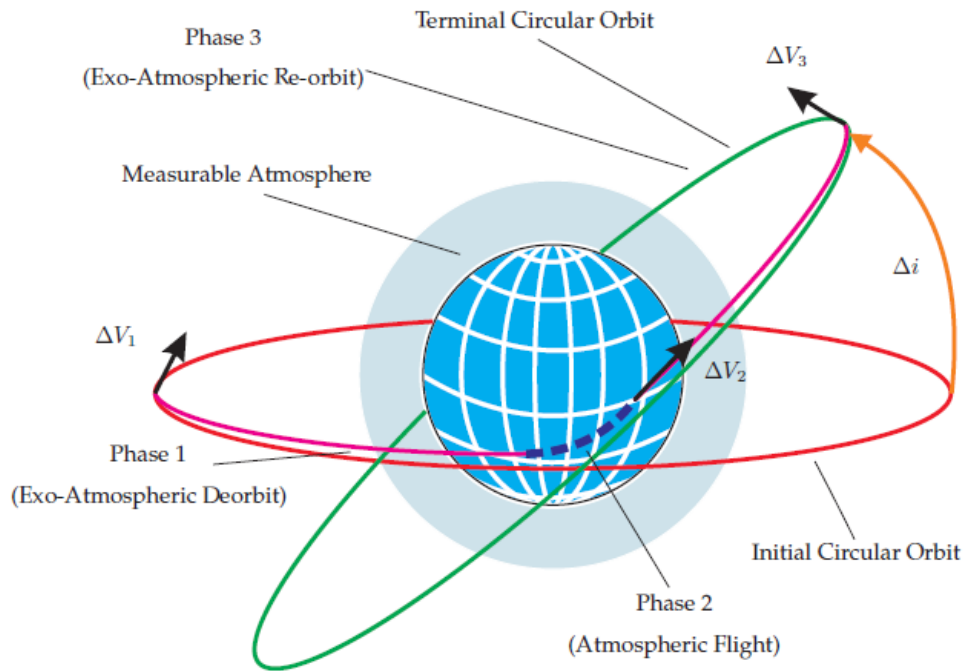 Terminal Circular Orbit
Phase 3
(Exo-Atmospheric Re-orbit)
ΔV₃
Measurable Atmosphere
Δi
ΔV₁
ΔV₂
Phase 1
(Exo-Atmospheric Deorbit)
Initial Circular Orbit
Phase 2
(Atmospheric Flight)